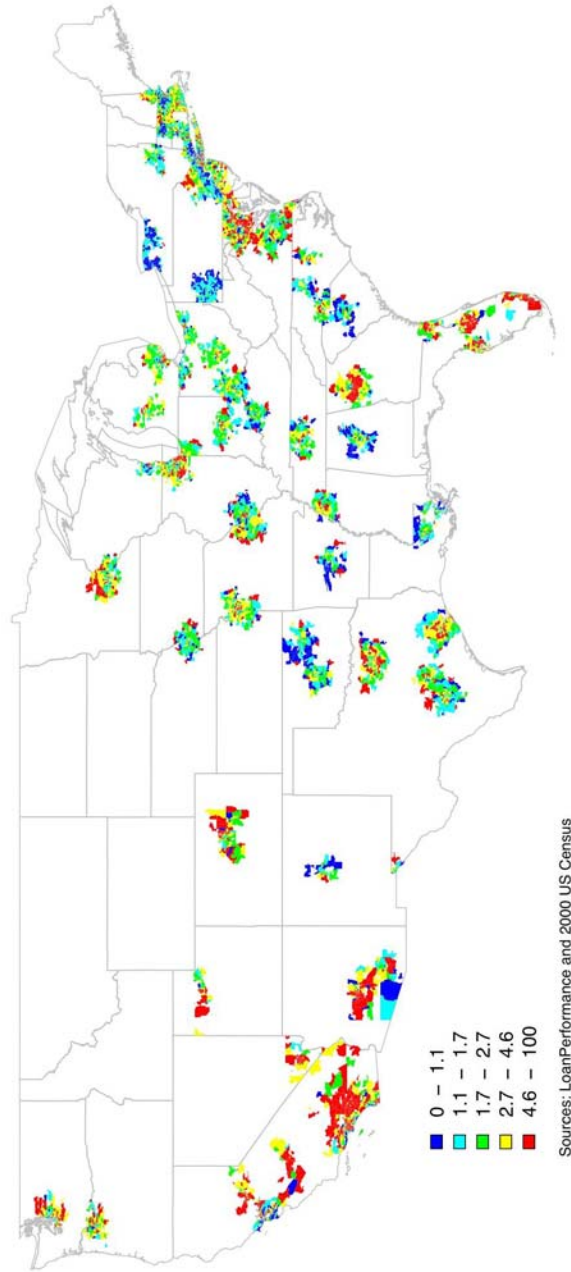 0 – 1.1
1.1 – 1.7
1.7 – 2.7
2.7 – 4.6
4.6 – 100
Sources: LoanPerformance and 2000 US Census